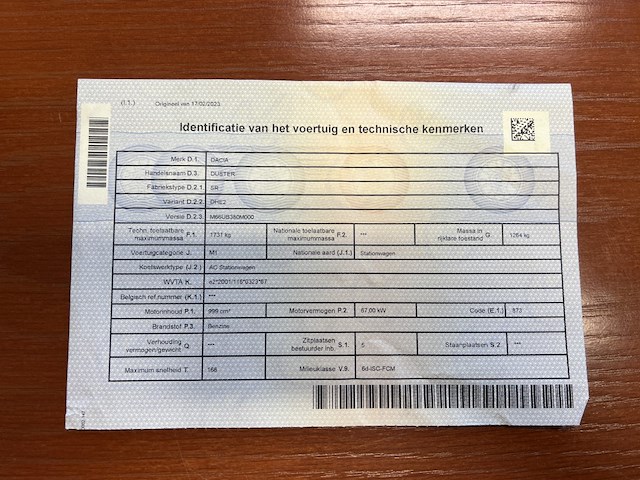 (I.1.) Origineel van 17/02/2023
Identificatie van het voertuig en technische kenmerken
Merk D.1. DACIA
Handelsnaam D.3. DUSTER
Fabriekstype D.2.1. SR
Variant D.2.2. DHE2
Versie D.2.3. M66UB380M000
Techn. toelaatbare maximummassa F.1. 1731 kg Nationale toelaatbare maximummassa F.2. *** Massa in rijklare toestand G. 1264 kg
Voertuigcategorie J. M1 Nationale aard (J.1.) Stationwagen
Koetswerktype (J.2.) AC Stationwagen
WVTA K. e2*2001/116*0323*67
Belgisch ref.nummer (K.1.) ***
Motorinhoud P.1. 999 cm³ Motorvermogen P.2 67,00 kW Code (E.1.) 873
Brandstof P.3. Benzine
Verhouding vermogen/gewicht Q. *** Zitplaatsen bestuurder inb. S.1. 5 Staanplaatsen S.2. ***
Maximum snelheid T. 168 Milieuklasse V.9. 6d-ISC-FCM